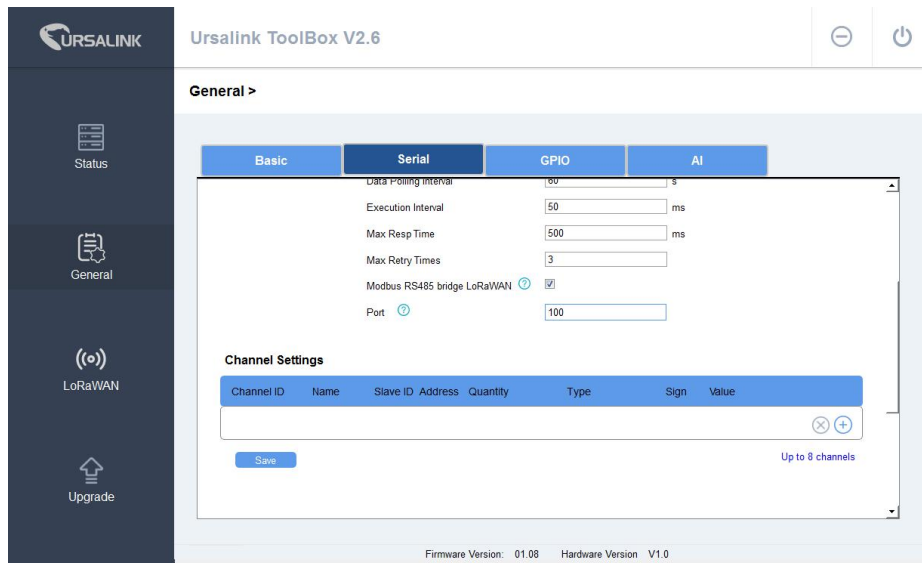 URSALINK
Ursalink ToolBox V2.6
General >
Status
General
LoRaWAN
Upgrade
Basic Serial GPIO AI
Data Polling Interval 60 s
Execution Interval 50 ms
Max Resp Time 500 ms
Max Retry Times 3
Modbus RS485 bridge LoRaWAN ?
Port ? 100
Channel Settings
Channel ID Name Slave ID Address Quantity Type Sign Value
Save
Up to 8 channels
Firmware Version: 01.08 Hardware Version V1.0